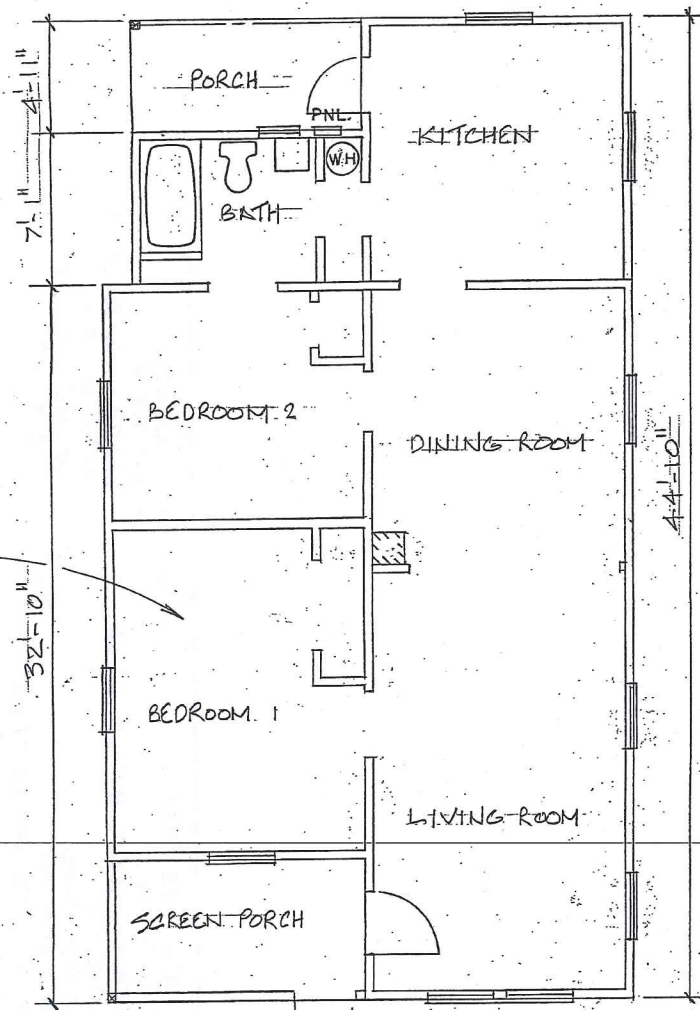 PORCH
PNL.
KITCHEN
W.H
BATH
4'-11"
7'-1"
BEDROOM 2
DINING ROOM
44'-10"
32'-10"
BEDROOM 1
LIVING ROOM
SCREEN PORCH